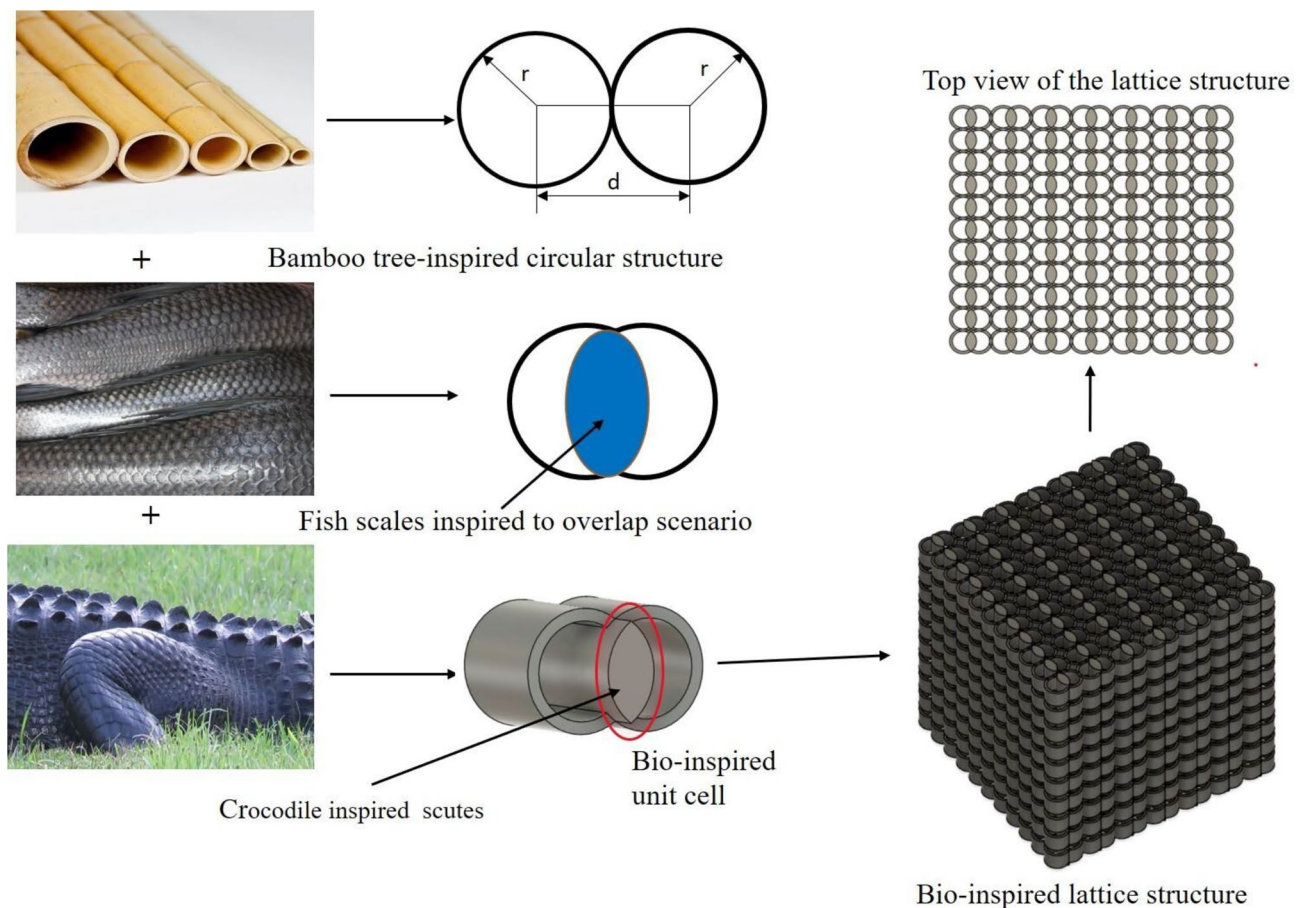 r
r
d
+
Bamboo tree-inspired circular structure
+
Fish scales inspired to overlap scenario
Crocodile inspired scutes
Bio-inspired
unit cell
Top view of the lattice structure
Bio-inspired lattice structure